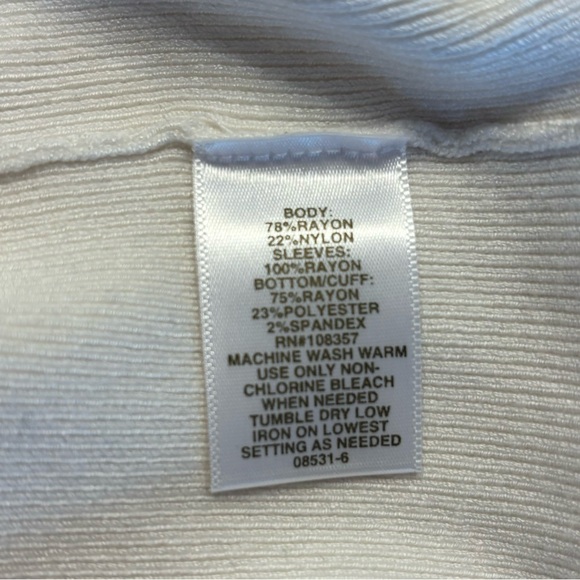 BODY:
78%RAYON
22%NYLON
SLEEVES:
100%RAYON
BOTTOM/CUFF:
75%RAYON
23%POLYESTER
2%SPANDEX
RN#108357
MACHINE WASH WARM
USE ONLY NON-
CHLORINE BLEACH
WHEN NEEDED
TUMBLE DRY LOW
IRON ON LOWEST
SETTING AS NEEDED
08531-6